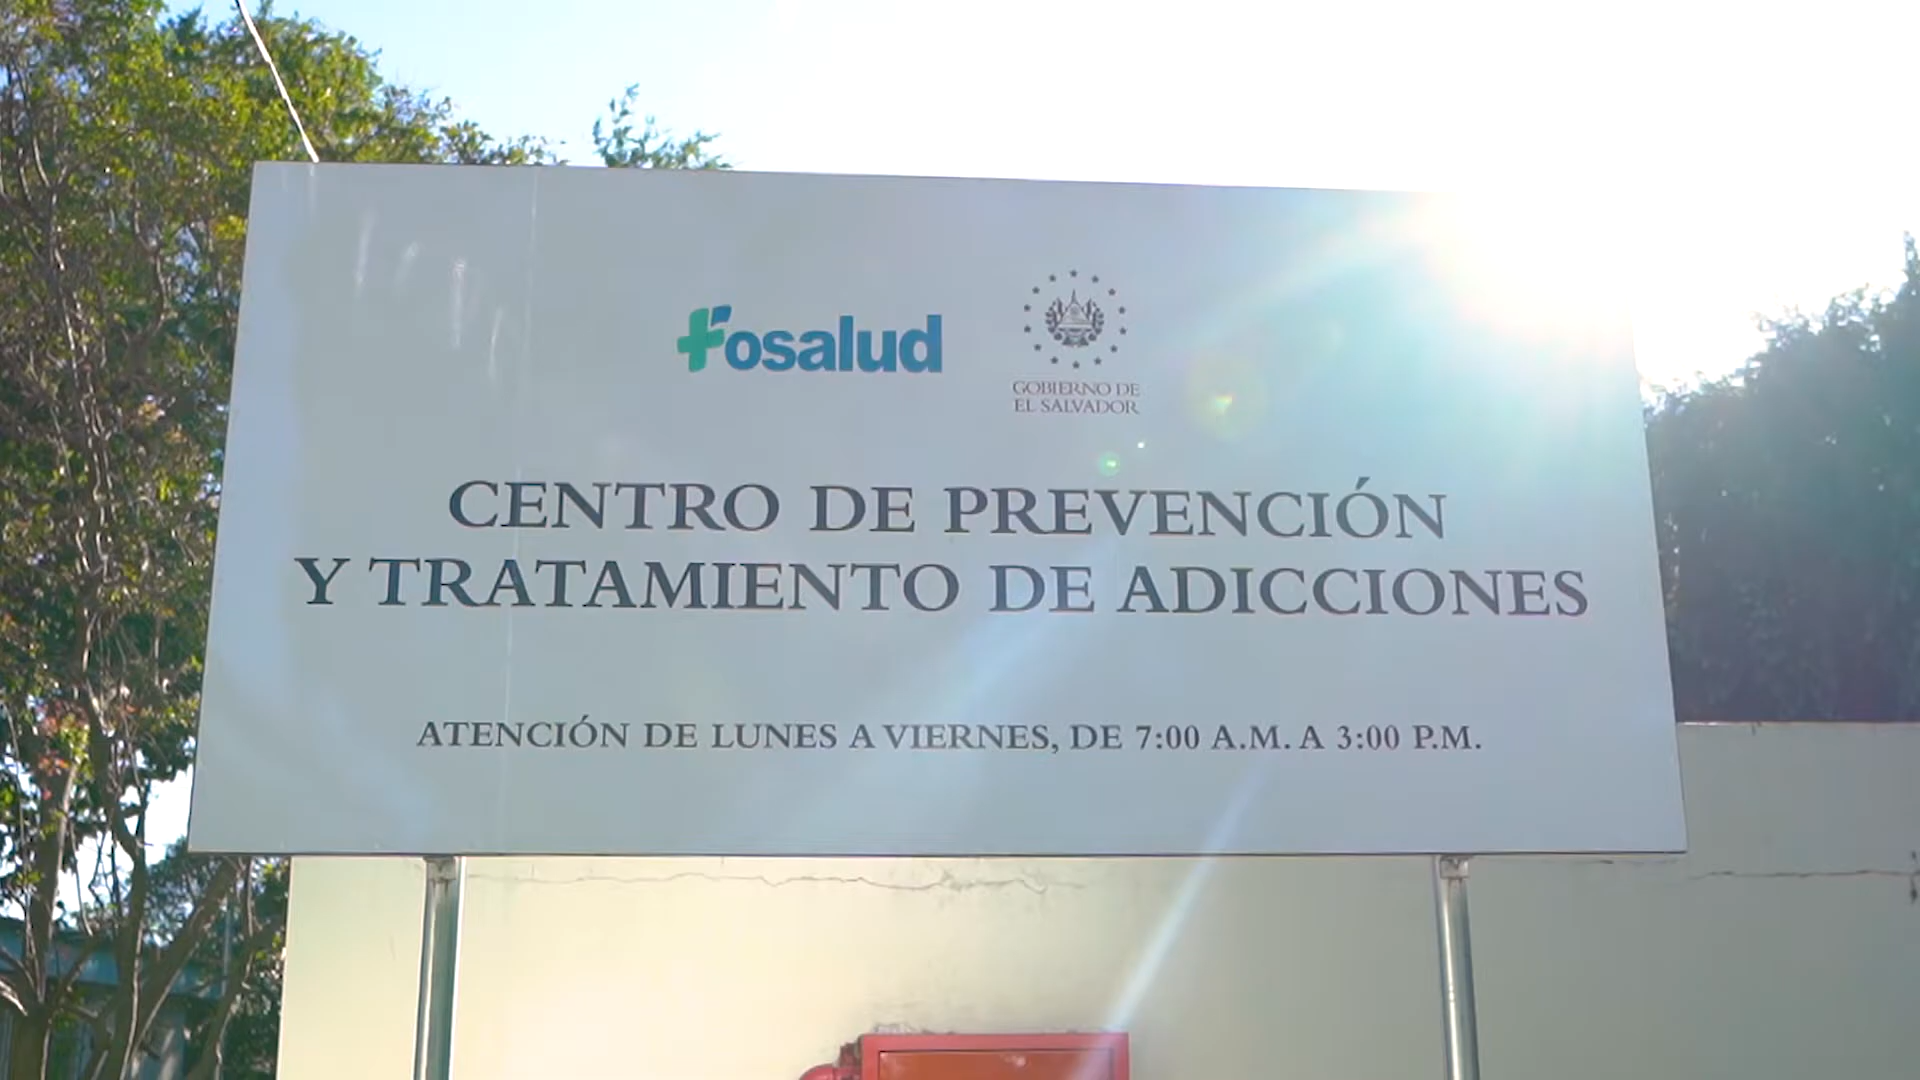 Fosalud
GOBIERNO DE
EL SALVADOR
CENTRO DE PREVENCIÓN
Y TRATAMIENTO DE ADICCIONES
ATENCIÓN DE LUNES A VIERNES, DE 7:00 A.M. A 3:00 P.M.